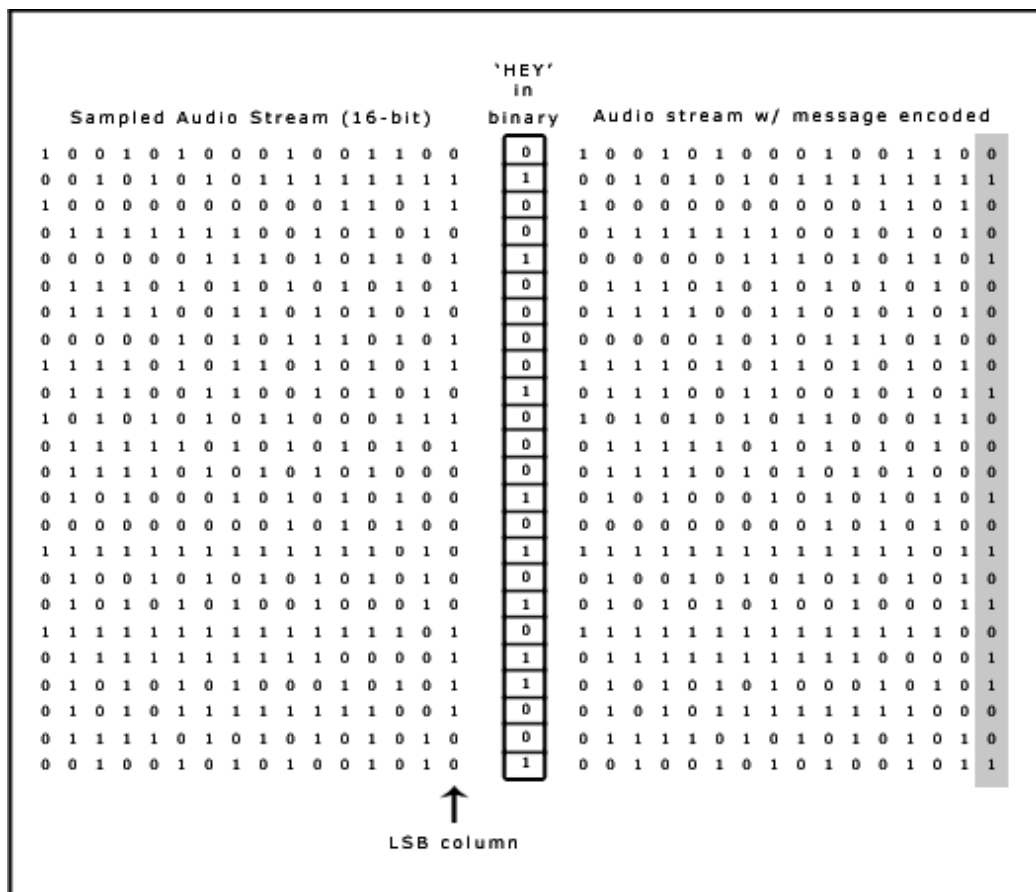 'HEY'
in
Sampled Audio Stream (16-bit) binary Audio stream w/ message encoded
1 0 0 1 0 1 0 0 0 1 0 0 1 1 0 0 0 1 0 0 1 0 1 0 0 0 1 0 0 1 1 0 0
0 0 1 0 1 0 1 0 1 1 1 1 1 1 1 1 1 0 0 1 0 1 0 1 0 1 1 1 1 1 1 1 1
1 0 0 0 0 0 0 0 0 0 0 1 1 0 1 1 0 1 0 0 0 0 0 0 0 0 0 0 1 1 0 1 0
0 1 1 1 1 1 1 1 0 0 1 0 1 0 1 0 0 0 1 1 1 1 1 1 1 0 0 1 0 1 0 1 0
0 0 0 0 0 0 1 1 1 0 1 0 1 1 0 1 1 0 0 0 0 0 0 1 1 1 0 1 0 1 1 0 1
0 1 1 1 0 1 0 1 0 1 0 1 0 1 0 1 0 0 1 1 1 0 1 0 1 0 1 0 1 0 1 0 0
0 1 1 1 1 0 0 1 1 0 1 0 1 0 1 0 0 0 1 1 1 1 0 0 1 1 0 1 0 1 0 1 0
0 0 0 0 0 1 0 1 0 1 1 1 0 1 0 1 0 0 0 0 0 0 1 0 1 0 1 1 1 0 1 0 0
1 1 1 1 0 1 0 1 1 0 1 0 1 0 1 1 0 1 1 1 1 0 1 0 1 1 0 1 0 1 0 1 0
0 1 1 1 0 0 1 1 0 0 1 0 1 0 1 0 1 0 1 1 1 0 0 1 1 0 0 1 0 1 0 1 1
1 0 1 0 1 0 1 0 1 1 0 0 0 1 1 1 0 1 0 1 0 1 0 1 0 1 1 0 0 0 1 1 0
0 1 1 1 1 1 0 1 0 1 0 1 0 1 0 1 0 0 1 1 1 1 1 0 1 0 1 0 1 0 1 0 0
0 1 1 1 1 0 1 0 1 0 1 0 1 0 0 0 0 0 1 1 1 1 0 1 0 1 0 1 0 1 0 0 0
0 1 0 1 0 0 0 1 0 1 0 1 0 1 0 0 1 0 1 0 1 0 0 0 1 0 1 0 1 0 1 0 1
0 0 0 0 0 0 0 0 0 1 0 1 0 1 0 0 0 0 0 0 0 0 0 0 0 0 1 0 1 0 1 0 0
1 1 1 1 1 1 1 1 1 1 1 1 1 0 1 0 1 1 1 1 1 1 1 1 1 1 1 1 1 1 0 1 1
0 1 0 0 1 0 1 0 1 0 1 0 1 0 1 0 0 0 1 0 0 1 0 1 0 1 0 1 0 1 0 1 0
0 1 0 1 0 1 0 1 0 0 1 0 0 0 1 0 1 0 1 0 1 0 1 0 1 0 0 1 0 0 0 1 1
1 1 1 1 1 1 1 1 1 1 1 1 1 1 0 1 0 1 1 1 1 1 1 1 1 1 1 1 1 1 1 0 0
0 1 1 1 1 1 1 1 1 1 1 0 0 0 0 1 1 0 1 1 1 1 1 1 1 1 1 1 0 0 0 0 1
0 1 0 1 0 1 0 1 0 0 0 1 0 1 0 1 1 0 1 0 1 0 1 0 1 0 0 0 1 0 1 0 1
0 1 0 1 0 1 1 1 1 1 1 1 1 0 0 1 0 0 1 0 1 0 1 1 1 1 1 1 1 1 0 0 0
0 1 1 1 1 0 1 0 1 0 1 0 1 0 1 0 0 0 1 1 1 1 0 1 0 1 0 1 0 1 0 1 0
0 0 1 0 0 1 0 1 0 1 0 0 1 0 1 0 1 0 0 1 0 0 1 0 1 0 1 0 0 1 0 1 1
LSB column